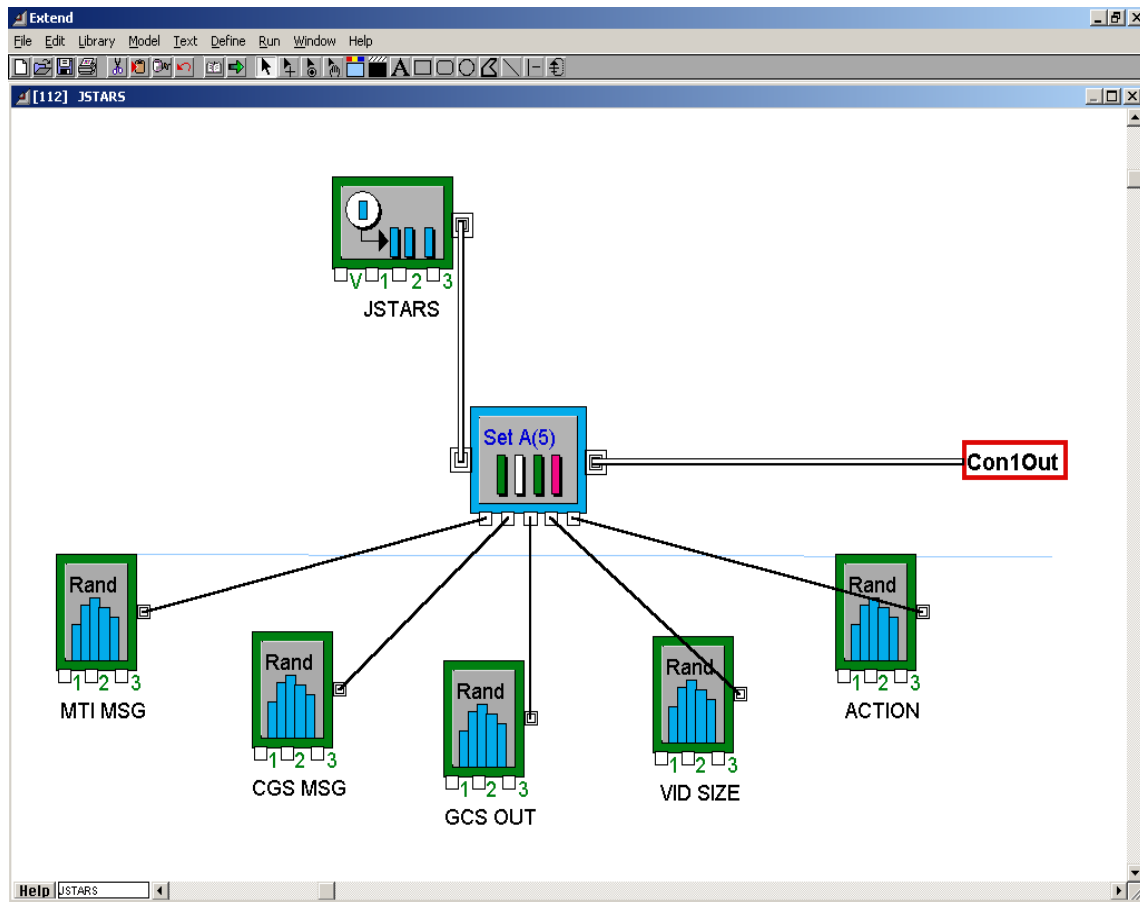 Extend
File Edit Library Model Text Define Run Window Help
A
[112] JSTARS
V 1 2 3
JSTARS
Set A(5)
Con1Out
Rand
1 2 3
MTI MSG
Rand
1 2 3
CGS MSG
Rand
1 2 3
GCS OUT
Rand
1 2 3
VID SIZE
Rand
1 2 3
ACTION
Help JSTARS